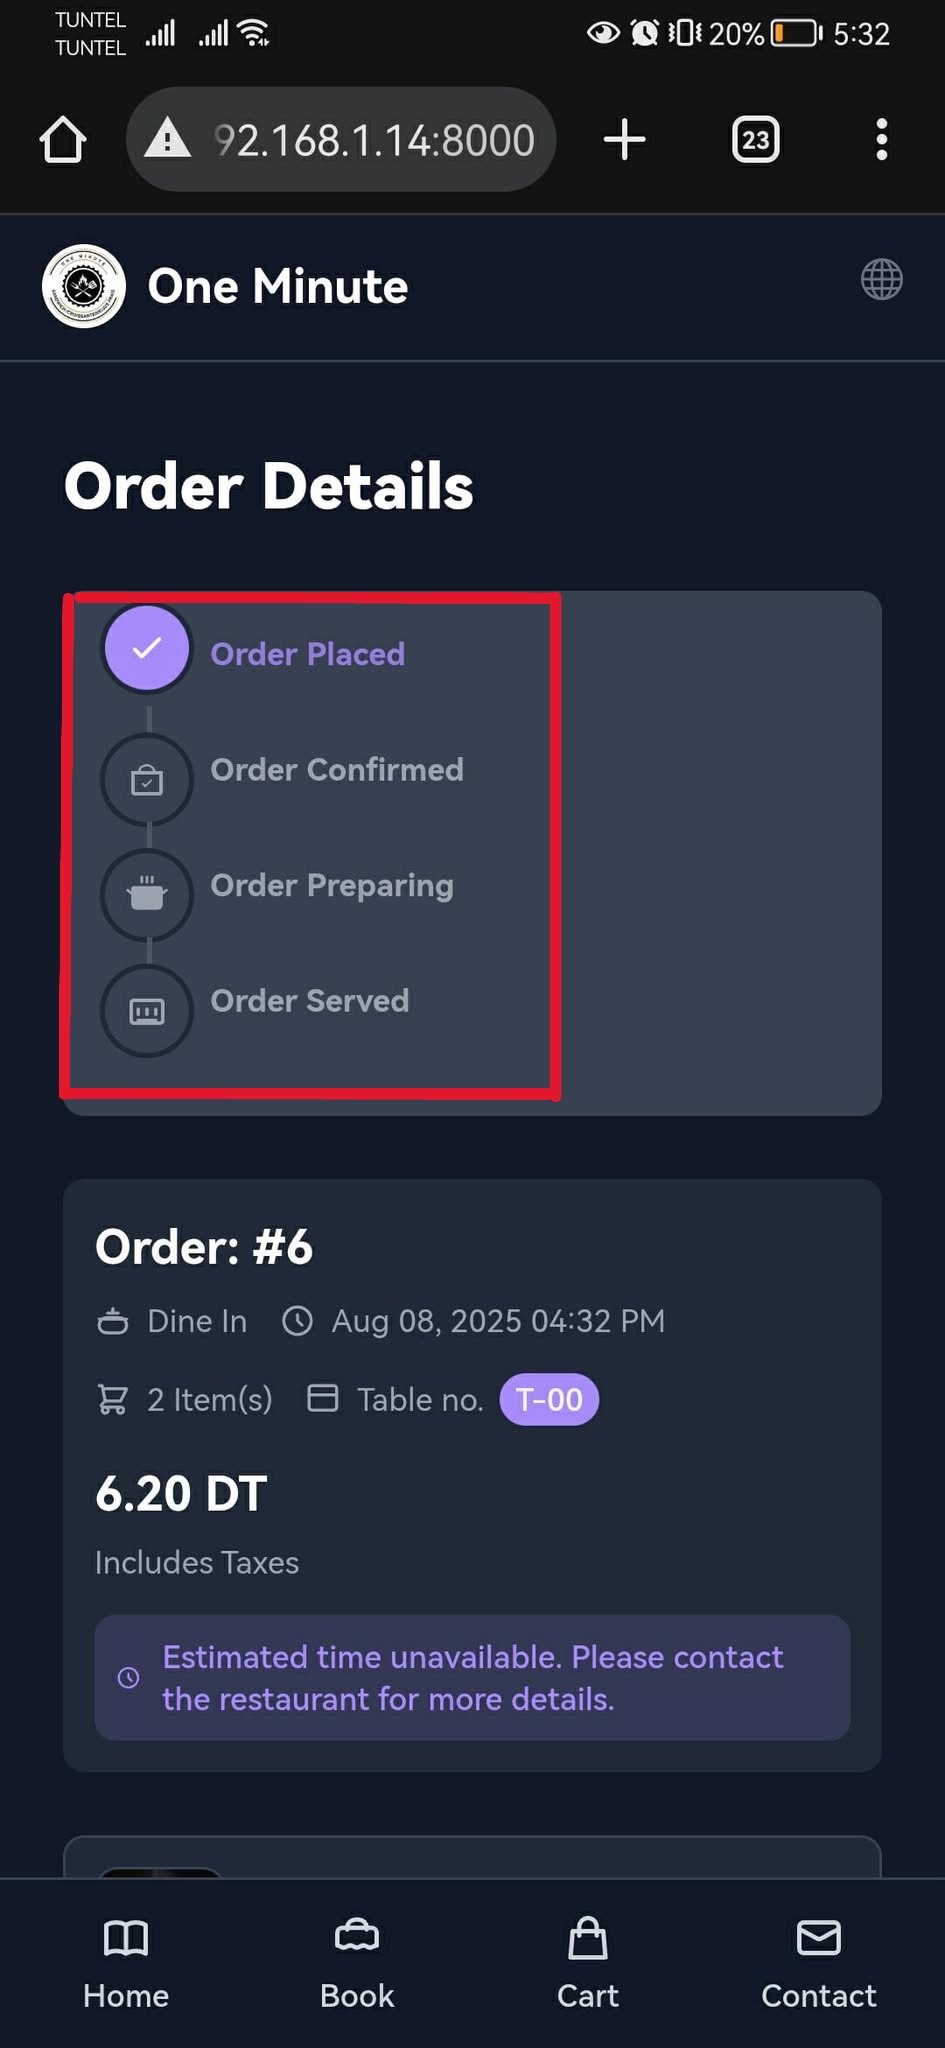 TUNTEL
TUNTEL
20%
5:32
92.168.1.14:8000
23
One Minute
Order Details
Order Placed
Order Confirmed
Order Preparing
Order Served
Order: #6
Dine In
Aug 08, 2025 04:32 PM
2 Item(s)
Table no.
T-00
6.20 DT
Includes Taxes
Estimated time unavailable. Please contact
the restaurant for more details.
Home
Book
Cart
Contact